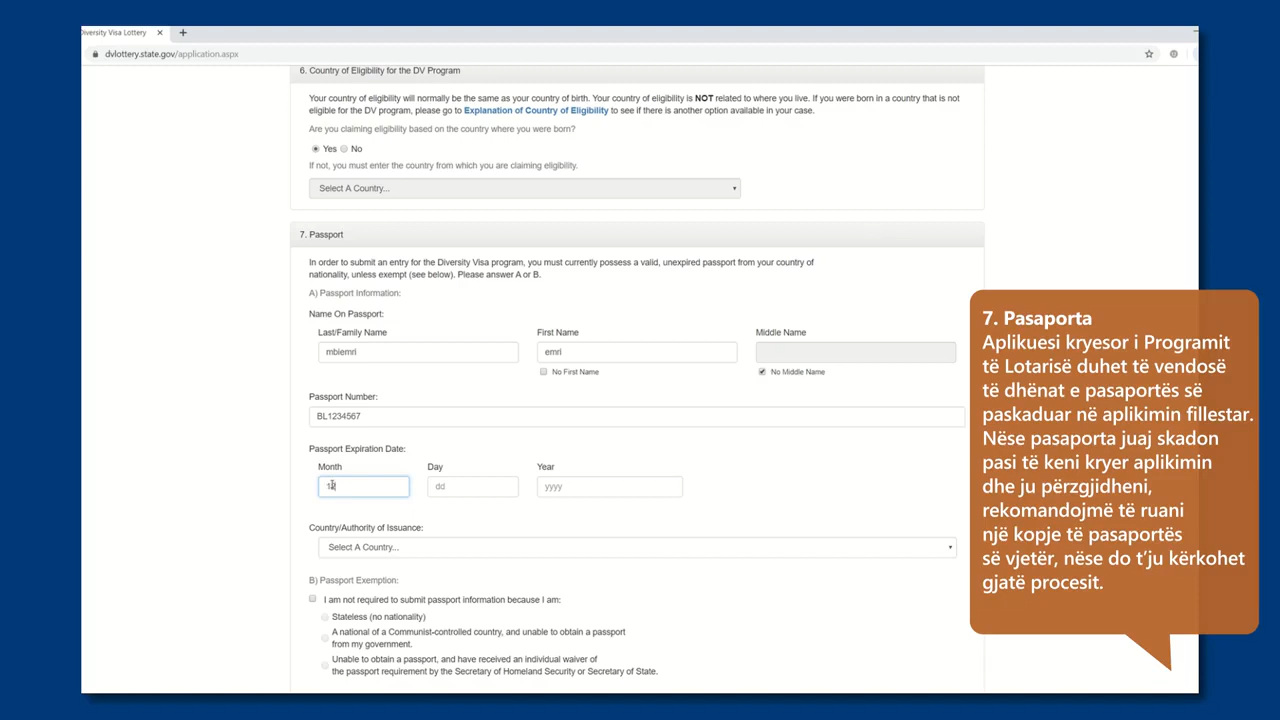 Diversity Visa Lottery
dvlottery.state.gov/application.aspx
6. Country of Eligibility for the DV Program
Your country of eligibility will normally be the same as your country of birth. Your country of eligibility is NOT related to where you live. If you were born in a country that is not
eligible for the DV program, please go to Explanation of Country of Eligibility to see if there is another option available in your case.
Are you claiming eligibility based on the country where you were born?
Yes No
If not, you must enter the country from which you are claiming eligibility.
Select A Country...
7. Passport
In order to submit an entry for the Diversity Visa program, you must currently possess a valid, unexpired passport from your country of
nationality, unless exempt (see below). Please answer A or B.
A) Passport Information:
Name On Passport:
Last/Family Name First Name Middle Name
mbiemri emri
No First Name No Middle Name
Passport Number:
BL1234567
Passport Expiration Date:
Month Day Year
dd yyyy
Country/Authority of Issuance:
Select A Country...
B) Passport Exemption:
I am not required to submit passport information because I am:
Stateless (no nationality)
A national of a Communist-controlled country, and unable to obtain a passport
from my government.
Unable to obtain a passport, and have received an individual waiver of
the passport requirement by the Secretary of Homeland Security or Secretary of State.
7. Pasaporta
Aplikuesi kryesor i Programit
të Lotarisë duhet të vendosë
të dhënat e pasaportës së
paskaduar në aplikimin fillestar.
Nëse pasaporta juaj skadon
pasi të keni kryer aplikimin
dhe ju përzgjidheni,
rekomandojmë të ruani
një kopje të pasaportës
së vjetër, nëse do t’ju kërkohet
gjatë procesit.